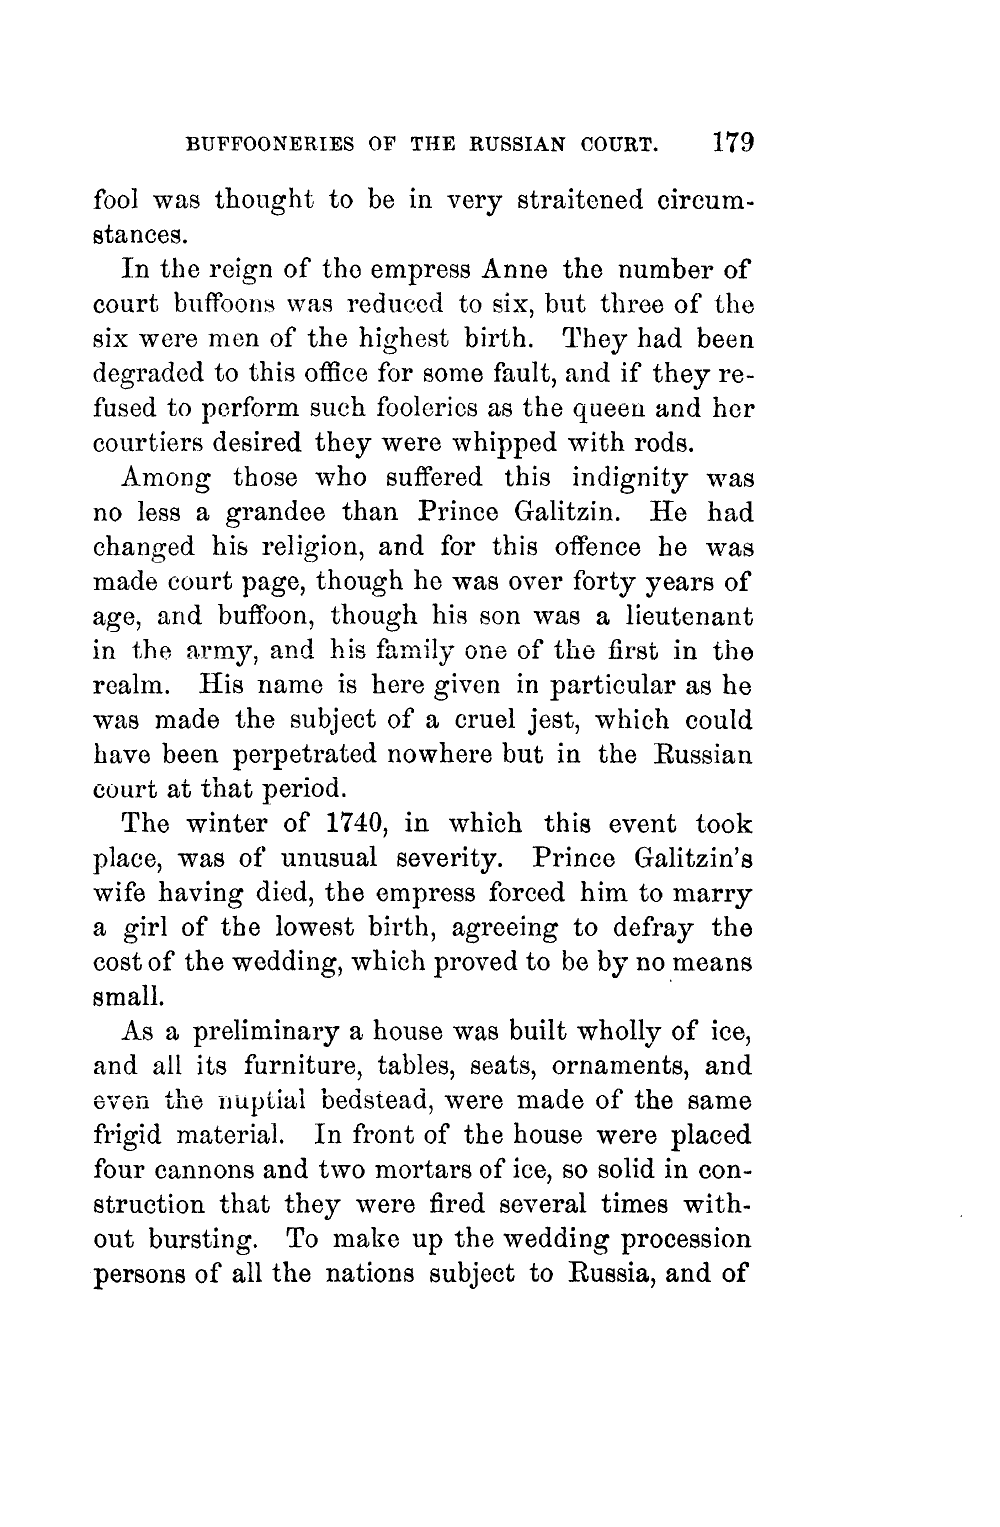 BUFFOONERIES OF THE RUSSIAN COURT. 179
fool was thought to be in very straitened circum-
stances.
In the reign of the empress Anne the number of
court buffoons was reduced to six, but three of the
six were men of the highest birth. They had been
degraded to this office for some fault, and if they re-
fused to perform such fooleries as the queen and her
courtiers desired they were whipped with rods.
Among those who suffered this indignity was
no less a grandee than Prince Galitzin. He had
changed his religion, and for this offence he was
made court page, though he was over forty years of
age, and buffoon, though his son was a lieutenant
in the army, and his family one of the first in the
realm. His name is here given in particular as he
was made the subject of a cruel jest, which could
have been perpetrated nowhere but in the Russian
court at that period.
The winter of 1740, in which this event took
place, was of unusual severity. Prince Galitzin's
wife having died, the empress forced him to marry
a girl of the lowest birth, agreeing to defray the
cost of the wedding, which proved to be by no means
small.
As a preliminary a house was built wholly of ice,
and all its furniture, tables, seats, ornaments, and
even the nuptial bedstead, were made of the same
frigid material. In front of the house were placed
four cannons and two mortars of ice, so solid in con-
struction that they were fired several times with-
out bursting. To make up the wedding procession
persons of all the nations subject to Russia, and of